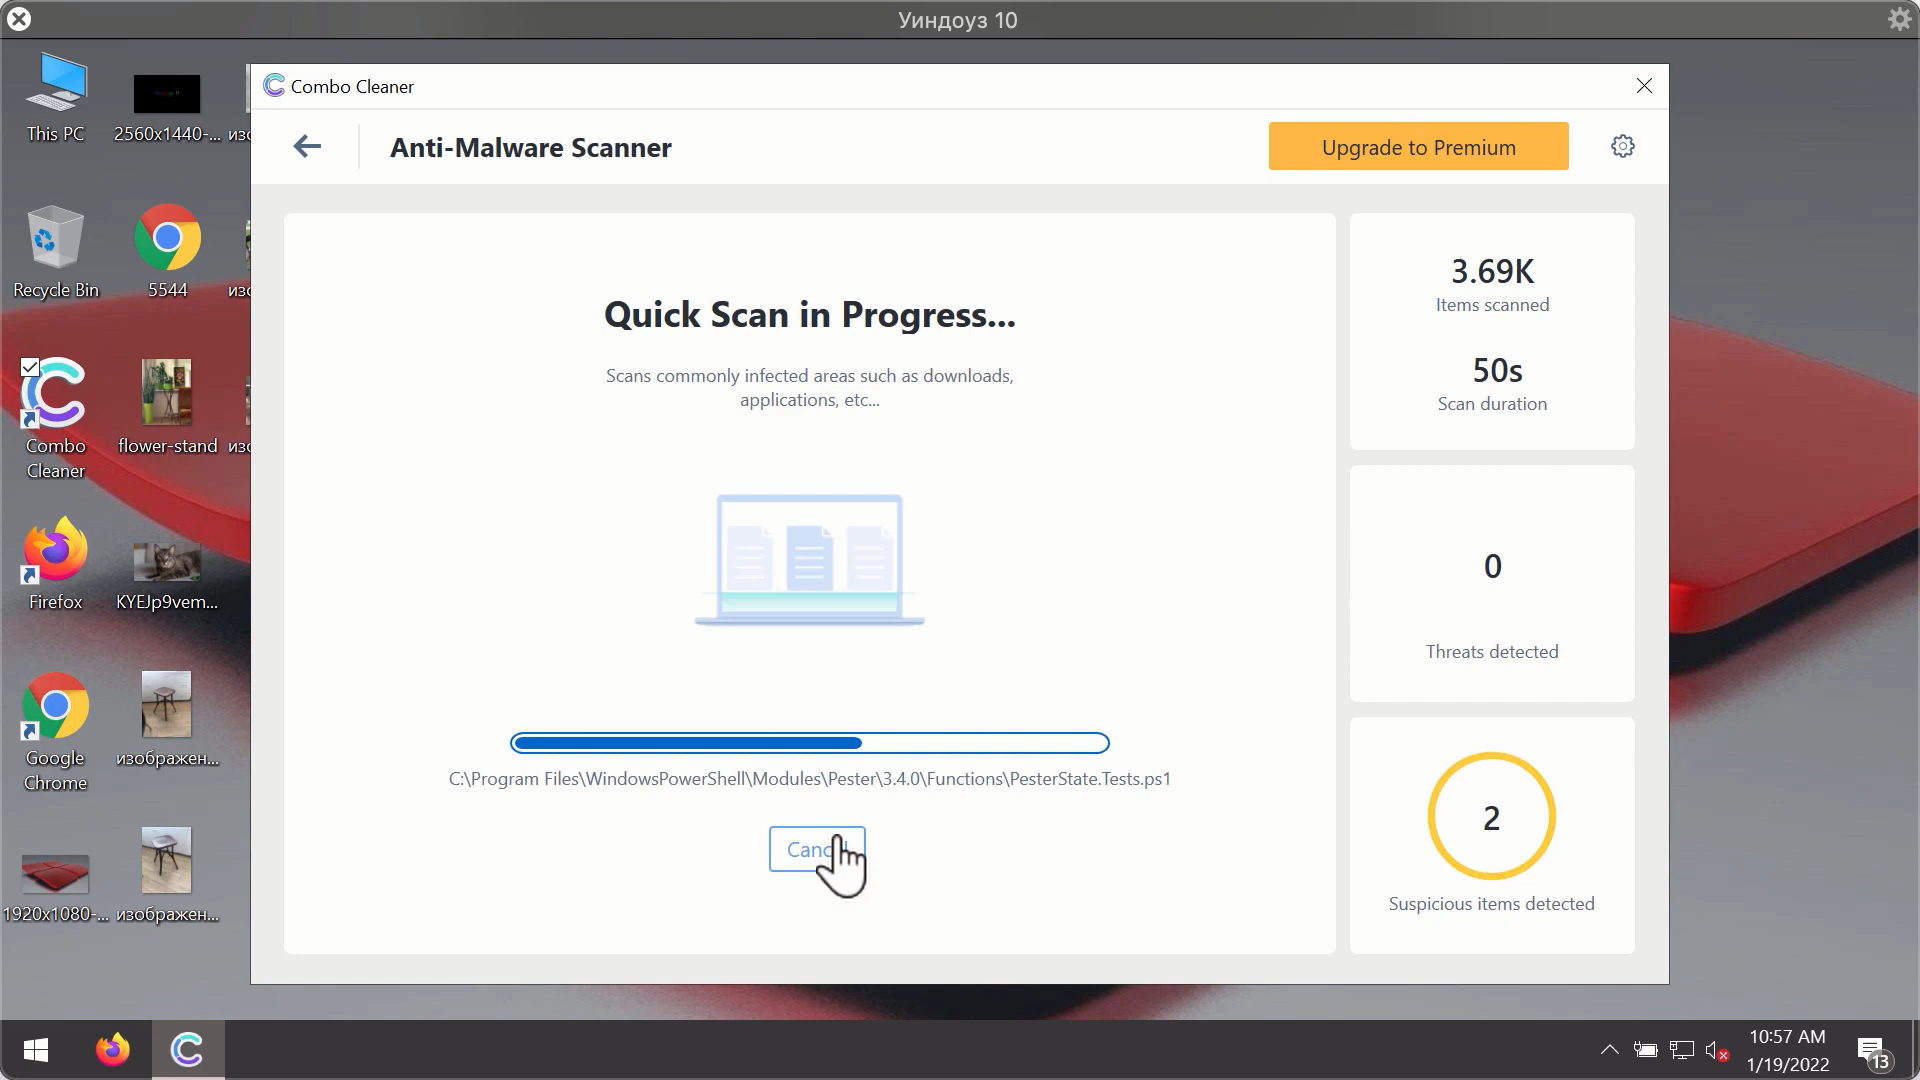 Уиндоуз 10
This PC
2560x1440-...
Recycle Bin
5544
Combo
Cleaner
flower-stand
Firefox
KYEJp9vem...
Google
Chrome
изображен...
1920x1080-...
изображен...
изо
изо
изо
Combo Cleaner
Anti-Malware Scanner
Upgrade to Premium
Quick Scan in Progress...
Scans commonly infected areas such as downloads,
applications, etc...
C:\Program Files\WindowsPowerShell\Modules\Pester\3.4.0\Functions\PesterState.Tests.ps1
3.69K
Items scanned
50s
Scan duration
0
Threats detected
2
Suspicious items detected
10:57 AM
1/19/2022
13